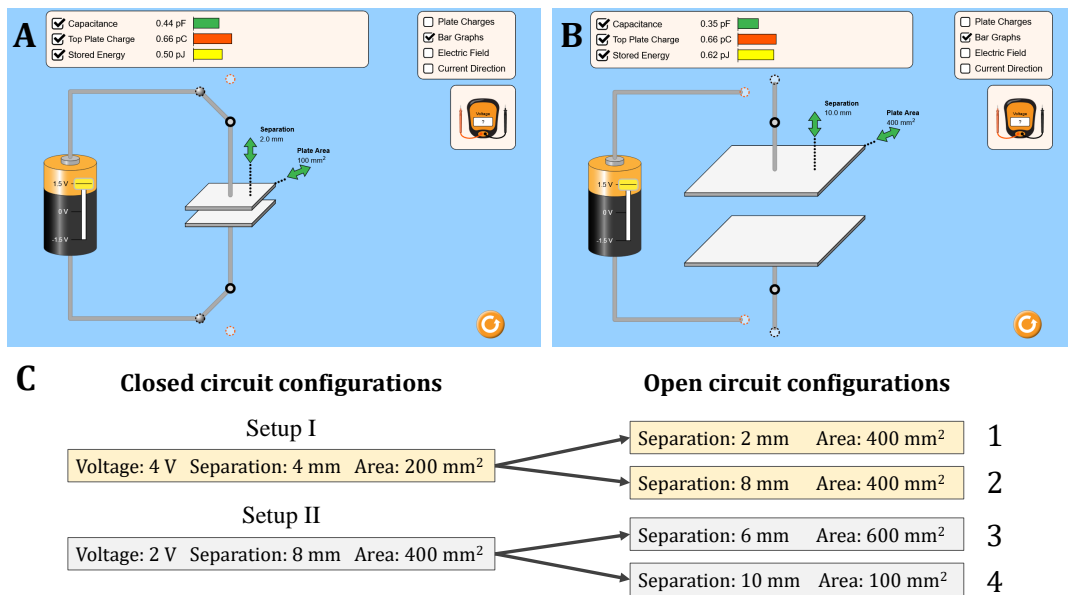 A
Capacitance 0.44 pF
Top Plate Charge 0.66 pC
Stored Energy 0.50 pJ
Plate Charges
Bar Graphs
Electric Field
Current Direction
Voltage
?
Separation
2.0 mm
Plate Area
100 mm²
1.5 V
0 V
-1.5 V
B
Capacitance 0.35 pF
Top Plate Charge 0.66 pC
Stored Energy 0.62 pJ
Plate Charges
Bar Graphs
Electric Field
Current Direction
Voltage
?
Separation
10.0 mm
Plate Area
400 mm²
1.5 V
0 V
-1.5 V
C
Closed circuit configurations
Open circuit configurations
Setup I
Voltage: 4 V Separation: 4 mm Area: 200 mm²
Separation: 2 mm Area: 400 mm² 1
Separation: 8 mm Area: 400 mm² 2
Setup II
Voltage: 2 V Separation: 8 mm Area: 400 mm²
Separation: 6 mm Area: 600 mm² 3
Separation: 10 mm Area: 100 mm² 4